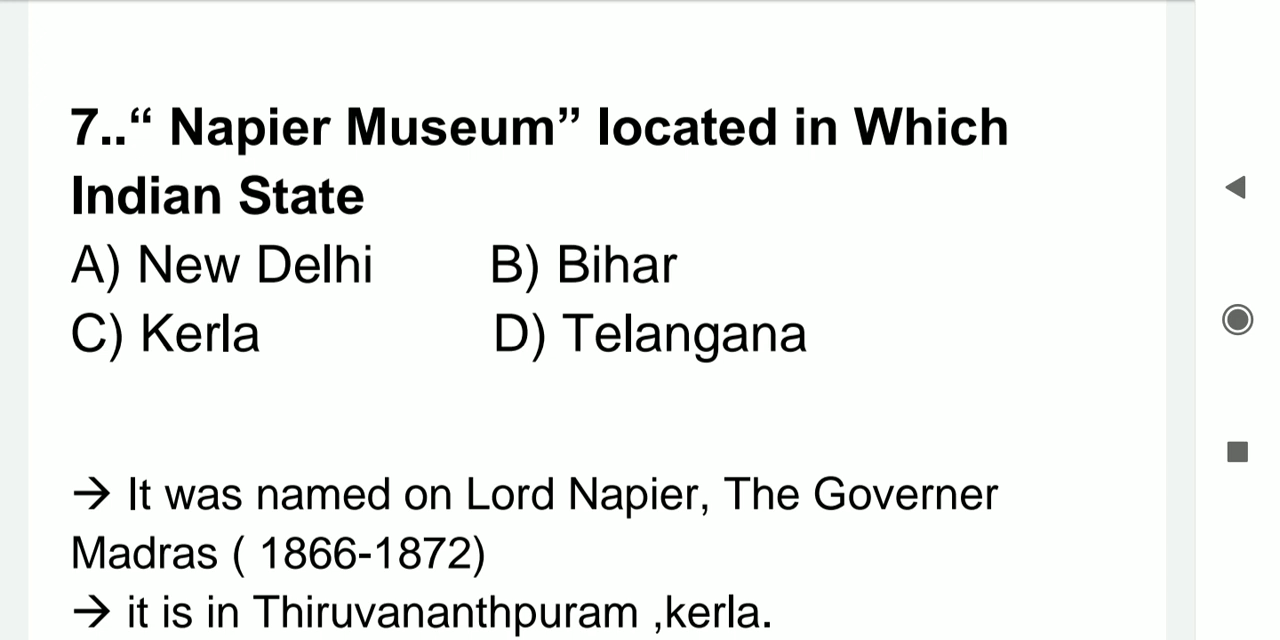 7..“ Napier Museum” located in Which
Indian State
A) New Delhi B) Bihar
C) Kerla D) Telangana
→ It was named on Lord Napier, The Governer
Madras ( 1866-1872)
→ it is in Thiruvananthpuram ,kerla.